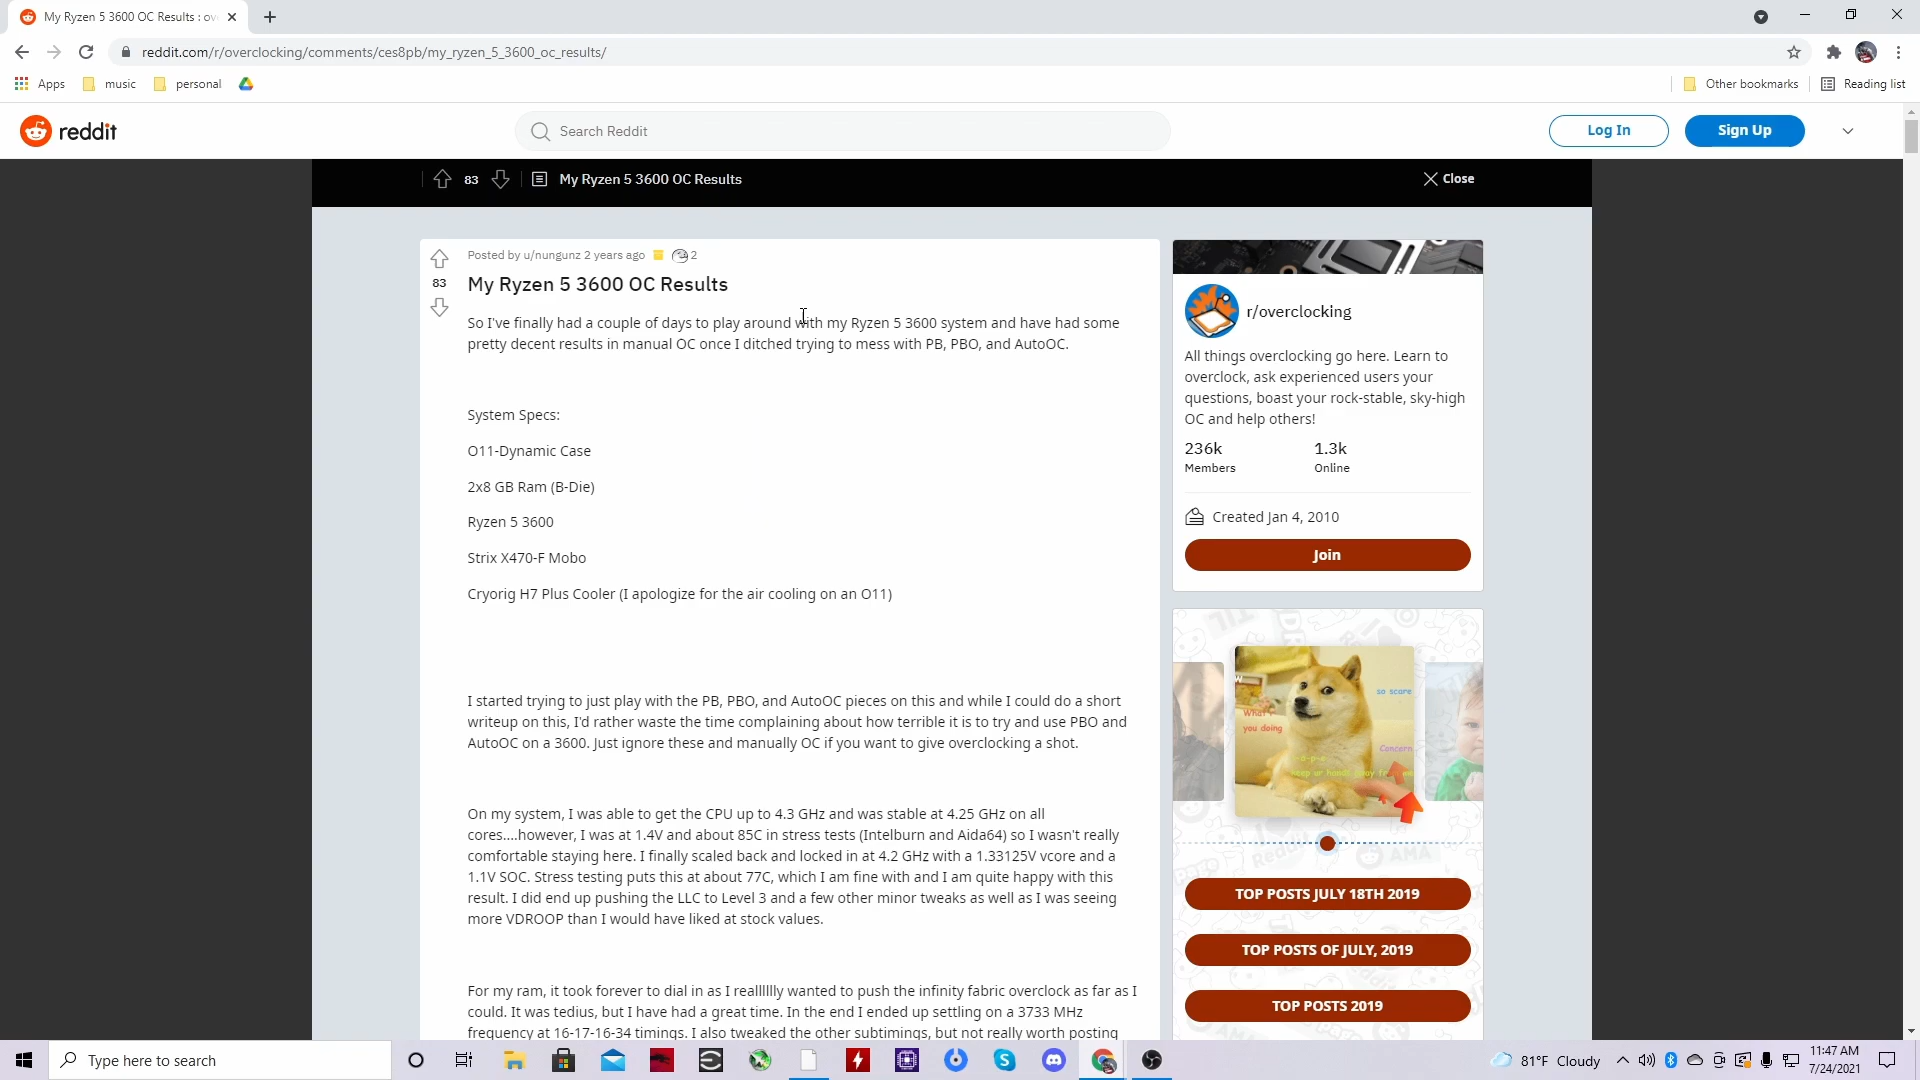 My Ryzen 5 3600 OC Results : ov
reddit.com/r/overclocking/comments/ces8pb/my_ryzen_5_3600_oc_results/
Apps
music
personal
Other bookmarks
Reading list
reddit
Search Reddit
Log In
Sign Up
83
My Ryzen 5 3600 OC Results
Close
Posted by u/nungunz 2 years ago
2
83
My Ryzen 5 3600 OC Results
So I've finally had a couple of days to play around with my Ryzen 5 3600 system and have had some
pretty decent results in manual OC once I ditched trying to mess with PB, PBO, and AutoOC.
System Specs:
O11-Dynamic Case
2x8 GB Ram (B-Die)
Ryzen 5 3600
Strix X470-F Mobo
Cryorig H7 Plus Cooler (I apologize for the air cooling on an O11)
I started trying to just play with the PB, PBO, and AutoOC pieces on this and while I could do a short
writeup on this, I'd rather waste the time complaining about how terrible it is to try and use PBO and
AutoOC on a 3600. Just ignore these and manually OC if you want to give overclocking a shot.
On my system, I was able to get the CPU up to 4.3 GHz and was stable at 4.25 GHz on all
cores....however, I was at 1.4V and about 85C in stress tests (Intelburn and Aida64) so I wasn't really
comfortable staying here. I finally scaled back and locked in at 4.2 GHz with a 1.33125V vcore and a
1.1V SOC. Stress testing puts this at about 77C, which I am fine with and I am quite happy with this
result. I did end up pushing the LLC to Level 3 and a few other minor tweaks as well as I was seeing
more VDROOP than I would have liked at stock values.
For my ram, it took forever to dial in as I realllllly wanted to push the infinity fabric overclock as far as I
could. It was tedius, but I have had a great time. In the end I ended up settling on a 3733 MHz
frequency at 16-17-16-34 timings. I also tweaked the other subtimings, but not really worth posting
r/overclocking
All things overclocking go here. Learn to
overclock, ask experienced users your
questions, boast your rock-stable, sky-high
OC and help others!
236k
Members
1.3k
Online
Created Jan 4, 2010
Join
so scare
What
you doing
Concern
TOP POSTS JULY 18TH 2019
TOP POSTS OF JULY, 2019
TOP POSTS 2019
Type here to search
81°F Cloudy
11:47 AM
7/24/2021